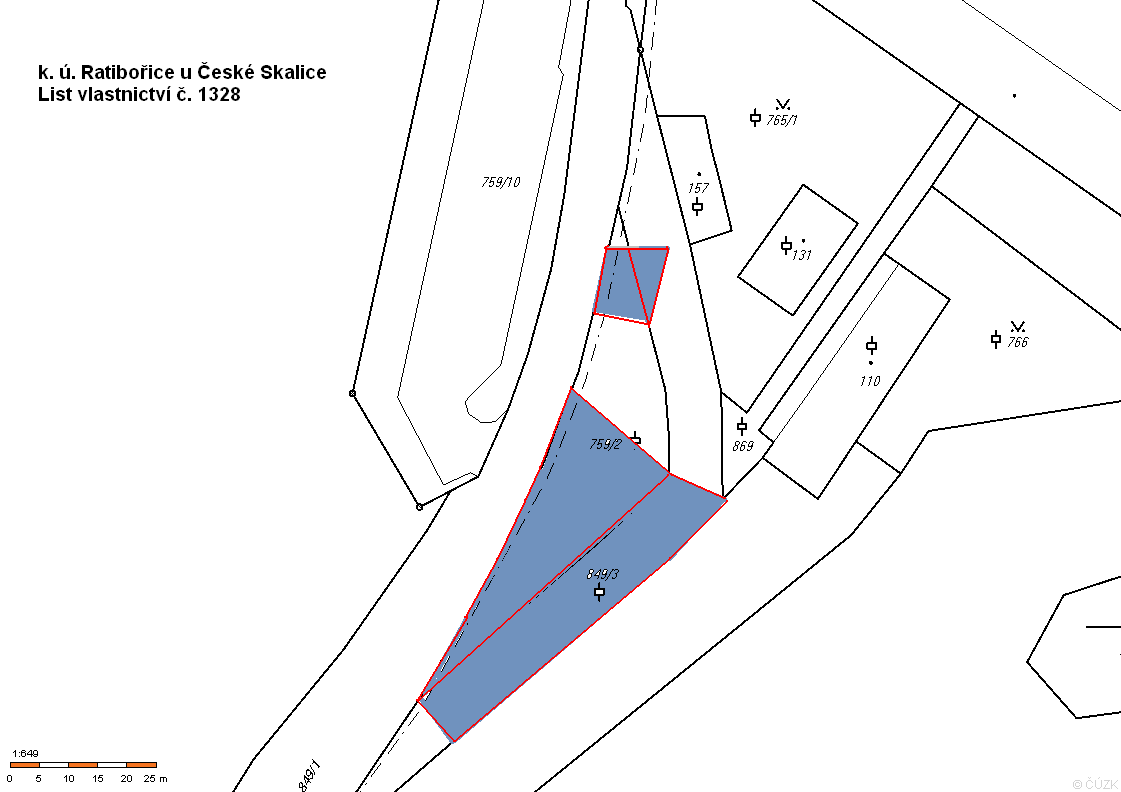 k. ú. Ratibořice u České Skalice
List vlastnictví č. 1328
765/1
759/10
157
131
766
110
759/2
869
849/3
1:649
849/1
0 5 10 15 20 25 m
© ČÚZK